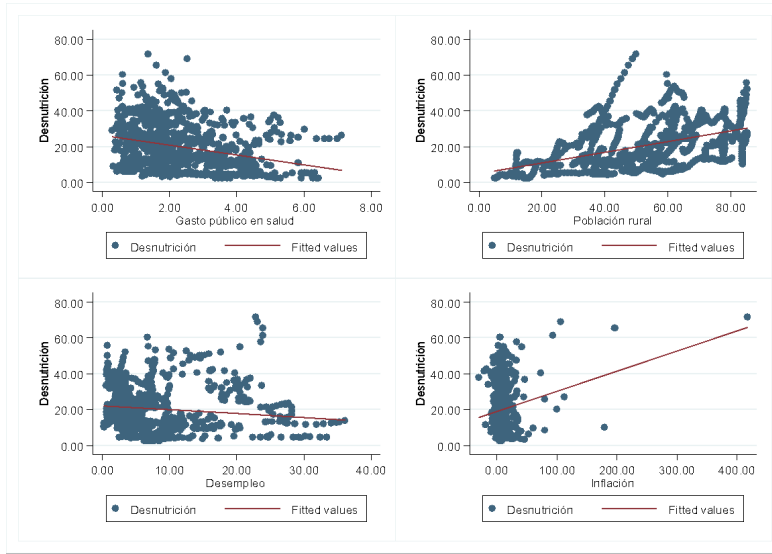 Desnutrición
80.00
60.00
40.00
20.00
0.00
0.00 2.00 4.00 6.00 8.00
Gasto público en salud
Desnutrición Fitted values
Desnutrición
80.00
60.00
40.00
20.00
0.00
0.00 20.00 40.00 60.00 80.00
Población rural
Desnutrición Fitted values
Desnutrición
80.00
60.00
40.00
20.00
0.00
0.00 10.00 20.00 30.00 40.00
Desempleo
Desnutrición Fitted values
Desnutrición
80.00
60.00
40.00
20.00
0.00
0.00 100.00 200.00 300.00 400.00
Inflación
Desnutrición Fitted values